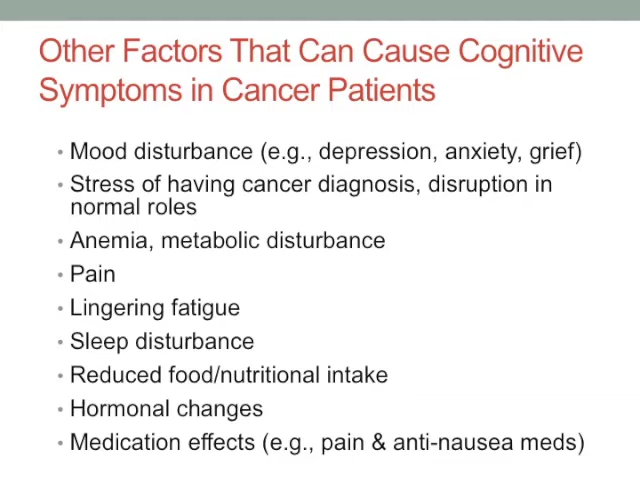 Other Factors That Can Cause Cognitive
Symptoms in Cancer Patients
• Mood disturbance (e.g., depression, anxiety, grief)
• Stress of having cancer diagnosis, disruption in
normal roles
• Anemia, metabolic disturbance
• Pain
• Lingering fatigue
• Sleep disturbance
• Reduced food/nutritional intake
• Hormonal changes
• Medication effects (e.g., pain & anti-nausea meds)